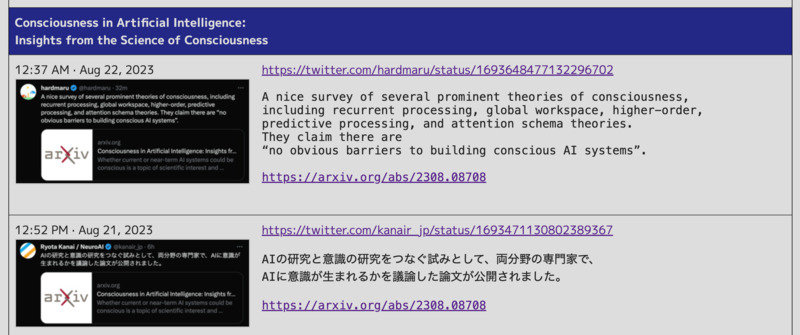 Consciousness in Artificial Intelligence:
Insights from the Science of Consciousness
12:37 AM · Aug 22, 2023
hardmaru @hardmaru · 32m
A nice survey of several prominent theories of consciousness, including
recurrent processing, global workspace, higher-order, predictive
processing, and attention schema theories. They claim there are "no
obvious barriers to building conscious AI systems".
arXiv
arxiv.org
Consciousness in Artificial Intelligence: Insights fr...
Whether current or near-term AI systems could be
conscious is a topic of scientific interest and ...
https://twitter.com/hardmaru/status/1693648477132296702
A nice survey of several prominent theories of consciousness,
including recurrent processing, global workspace, higher-order,
predictive processing, and attention schema theories.
They claim there are
“no obvious barriers to building conscious AI systems”.
https://arxiv.org/abs/2308.08708
12:52 PM · Aug 21, 2023
Ryota Kanai / NeuroAI @kanair_jp · 6h
AIの研究と意識の研究をつなぐ試みとして、両分野の専門家で、AIに意識が
生まれるかを議論した論文が公開されました。
arXiv
arxiv.org
Consciousness in Artificial Intelligence: Insights fr...
Whether current or near-term AI systems could be
conscious is a topic of scientific interest and ...
https://twitter.com/kanair_jp/status/1693471130802389367
AIの研究と意識の研究をつなぐ試みとして、両分野の専門家で、
AIに意識が生まれるかを議論した論文が公開されました。
https://arxiv.org/abs/2308.08708